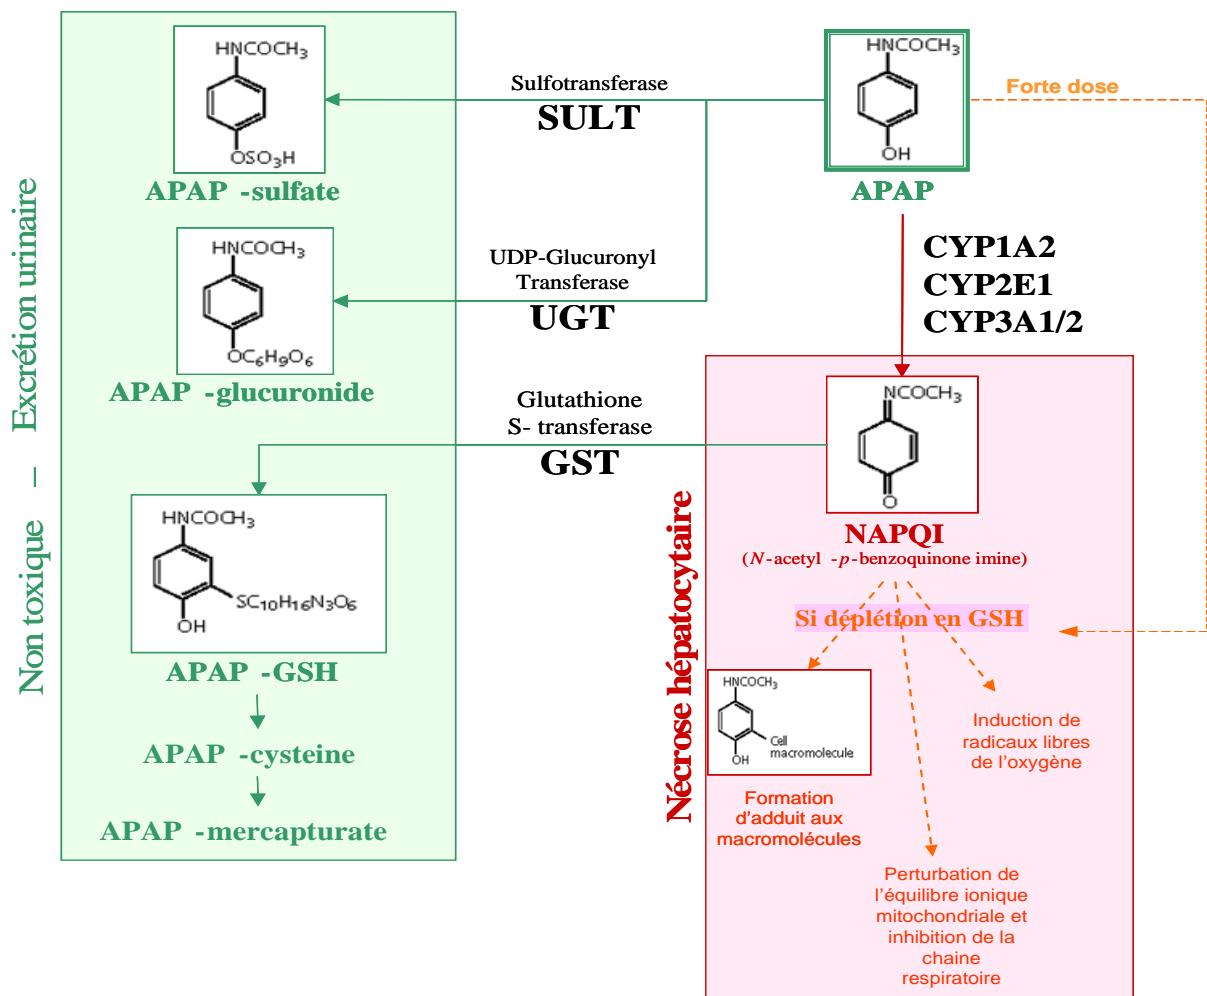 HNCOCH3
OSO3H
APAP -sulfate
Sulfotransferase
SULT
HNCOCH3
OH
APAP
Forte dose
HNCOCH3
OC6H9O6
APAP -glucuronide
UDP-Glucuronyl
Transferase
UGT
CYP1A2
CYP2E1
CYP3A1/2
Glutathione
S- transferase
GST
NCOCH3
O
NAPQI
(N-acetyl -p-benzoquinone imine)
HNCOCH3
SC10H16N3O6
OH
APAP -GSH
APAP -cysteine
APAP -mercapturate
Non toxique – Excrétion urinaire
Nécrose hépatocytaire
Si déplétion en GSH
HNCOCH3
Cell
macromolecule
OH
Formation
d’adduit aux
macromolécules
Induction de
radicaux libres
de l’oxygène
Perturbation de
l’équilibre ionique
mitochondriale et
inhibition de la
chaine
respiratoire